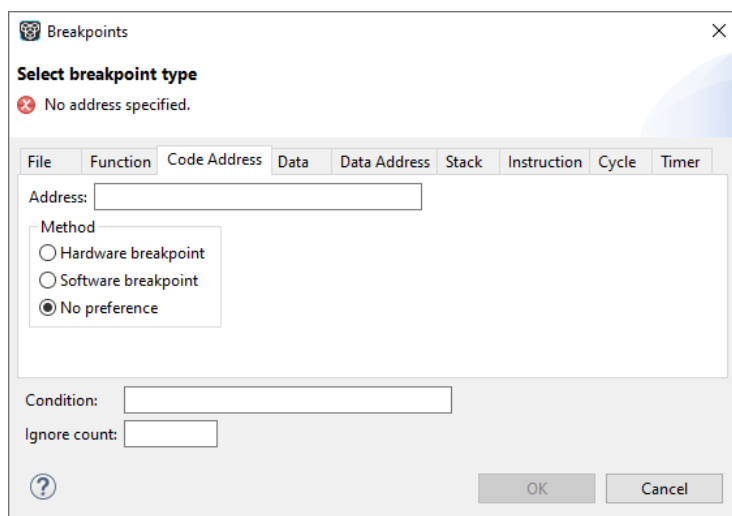 Breakpoints
Select breakpoint type
No address specified.
File Function Code Address Data Data Address Stack Instruction Cycle Timer
Address:
Method
Hardware breakpoint
Software breakpoint
No preference
Condition:
Ignore count:
? OK Cancel